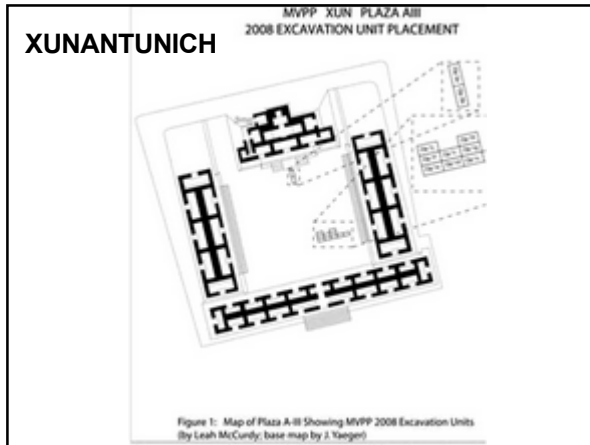 MVPP XUN PLAZA AIII
2008 EXCAVATION UNIT PLACEMENT
XUNANTUNICH
Figure 1: Map of Plaza A-III Showing MVPP 2008 Excavation Units
(by Leah McCurdy; base map by J. Yaeger)